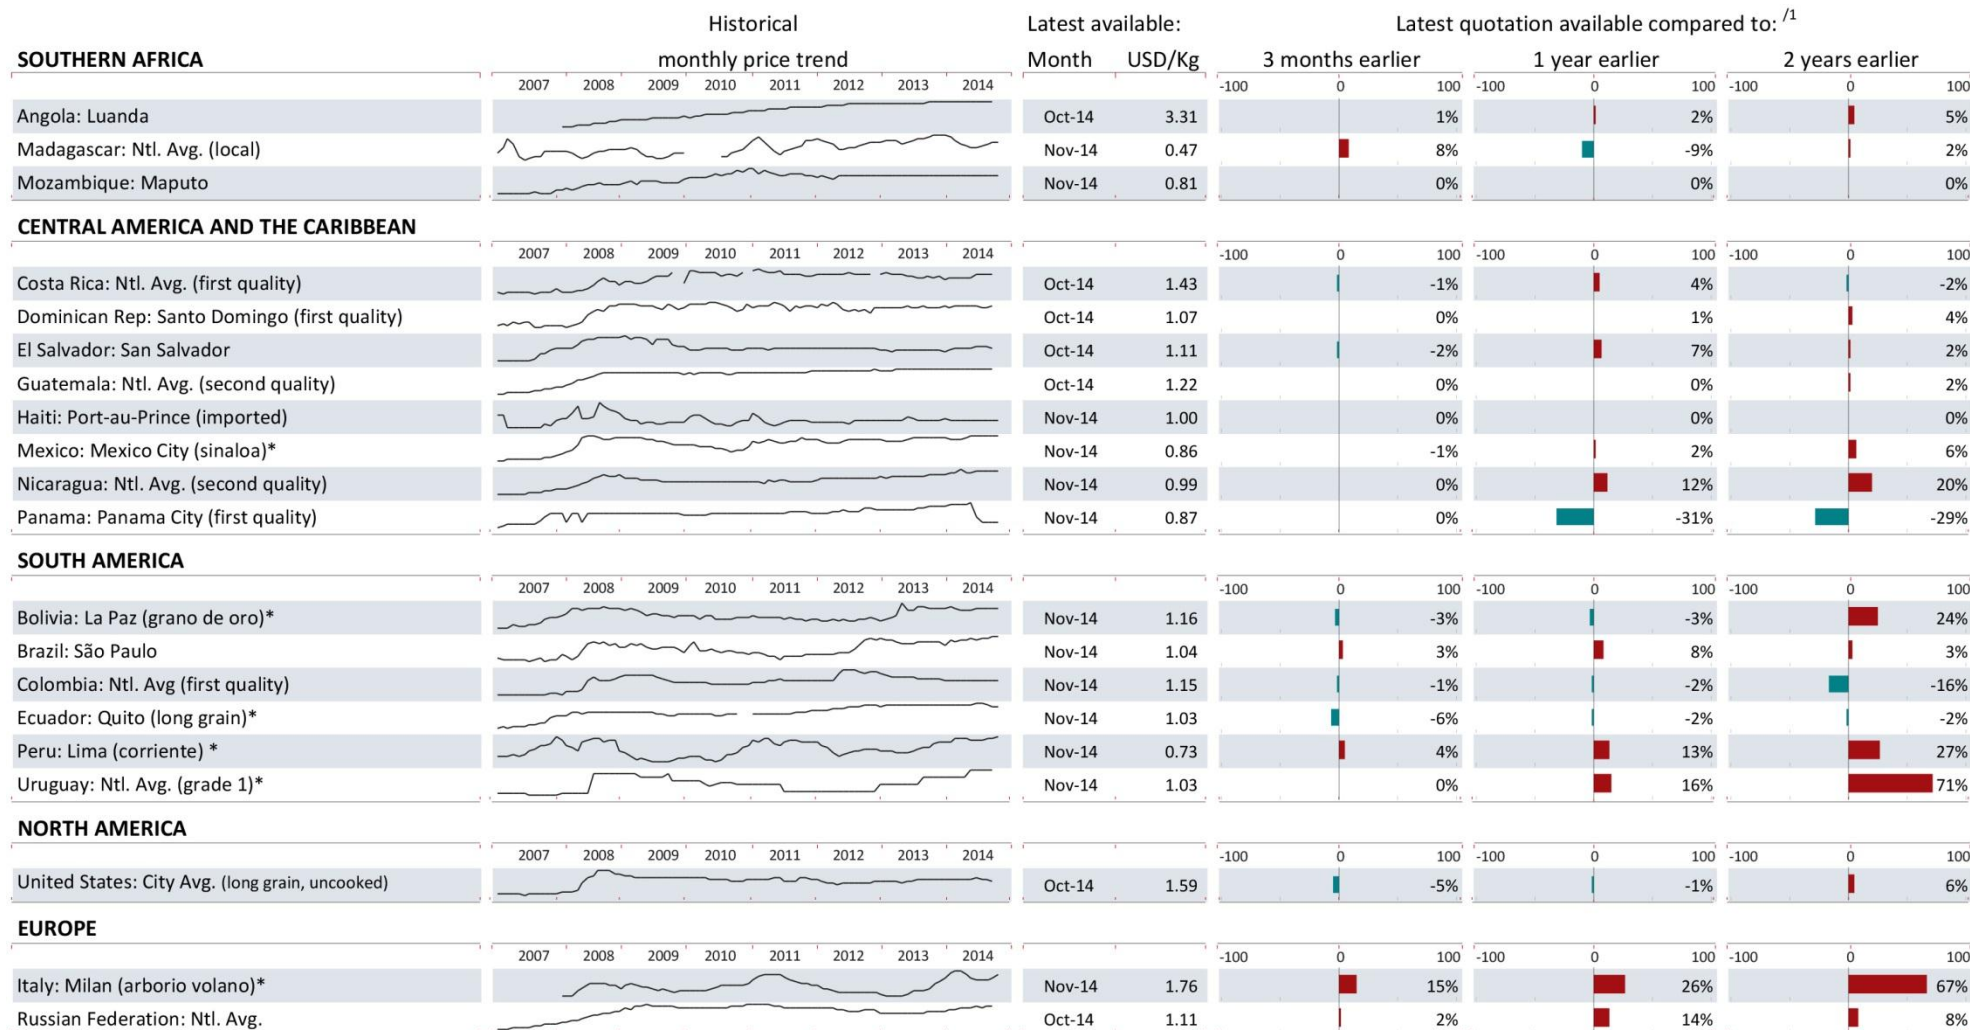 Historical Latest available: Latest quotation available compared to: /1
SOUTHERN AFRICA monthly price trend Month USD/Kg 3 months earlier 1 year earlier 2 years earlier
2007 2008 2009 2010 2011 2012 2013 2014 -100 0 100 -100 0 100 -100 0 100
Angola: Luanda Oct-14 3.31 1% 2% 5%
Madagascar: Ntl. Avg. (local) Nov-14 0.47 8% -9% 2%
Mozambique: Maputo Nov-14 0.81 0% 0% 0%
CENTRAL AMERICA AND THE CARIBBEAN
2007 2008 2009 2010 2011 2012 2013 2014 -100 0 100 -100 0 100 -100 0 100
Costa Rica: Ntl. Avg. (first quality) Oct-14 1.43 -1% 4% -2%
Dominican Rep: Santo Domingo (first quality) Oct-14 1.07 0% 1% 4%
El Salvador: San Salvador Oct-14 1.11 -2% 7% 2%
Guatemala: Ntl. Avg. (second quality) Oct-14 1.22 0% 0% 2%
Haiti: Port-au-Prince (imported) Nov-14 1.00 0% 0% 0%
Mexico: Mexico City (sinaloa)* Nov-14 0.86 -1% 2% 6%
Nicaragua: Ntl. Avg. (second quality) Nov-14 0.99 0% 12% 20%
Panama: Panama City (first quality) Nov-14 0.87 0% -31% -29%
SOUTH AMERICA
2007 2008 2009 2010 2011 2012 2013 2014 -100 0 100 -100 0 100 -100 0 100
Bolivia: La Paz (grano de oro)* Nov-14 1.16 -3% -3% 24%
Brazil: São Paulo Nov-14 1.04 3% 8% 3%
Colombia: Ntl. Avg (first quality) Nov-14 1.15 -1% -2% -16%
Ecuador: Quito (long grain)* Nov-14 1.03 -6% -2% -2%
Peru: Lima (corriente) * Nov-14 0.73 4% 13% 27%
Uruguay: Ntl. Avg. (grade 1)* Nov-14 1.03 0% 16% 71%
NORTH AMERICA
2007 2008 2009 2010 2011 2012 2013 2014 -100 0 100 -100 0 100 -100 0 100
United States: City Avg. (long grain, uncooked) Oct-14 1.59 -5% -1% 6%
EUROPE
2007 2008 2009 2010 2011 2012 2013 2014 -100 0 100 -100 0 100 -100 0 100
Italy: Milan (arborio volano)* Nov-14 1.76 15% 26% 67%
Russian Federation: Ntl. Avg. Oct-14 1.11 2% 14% 8%